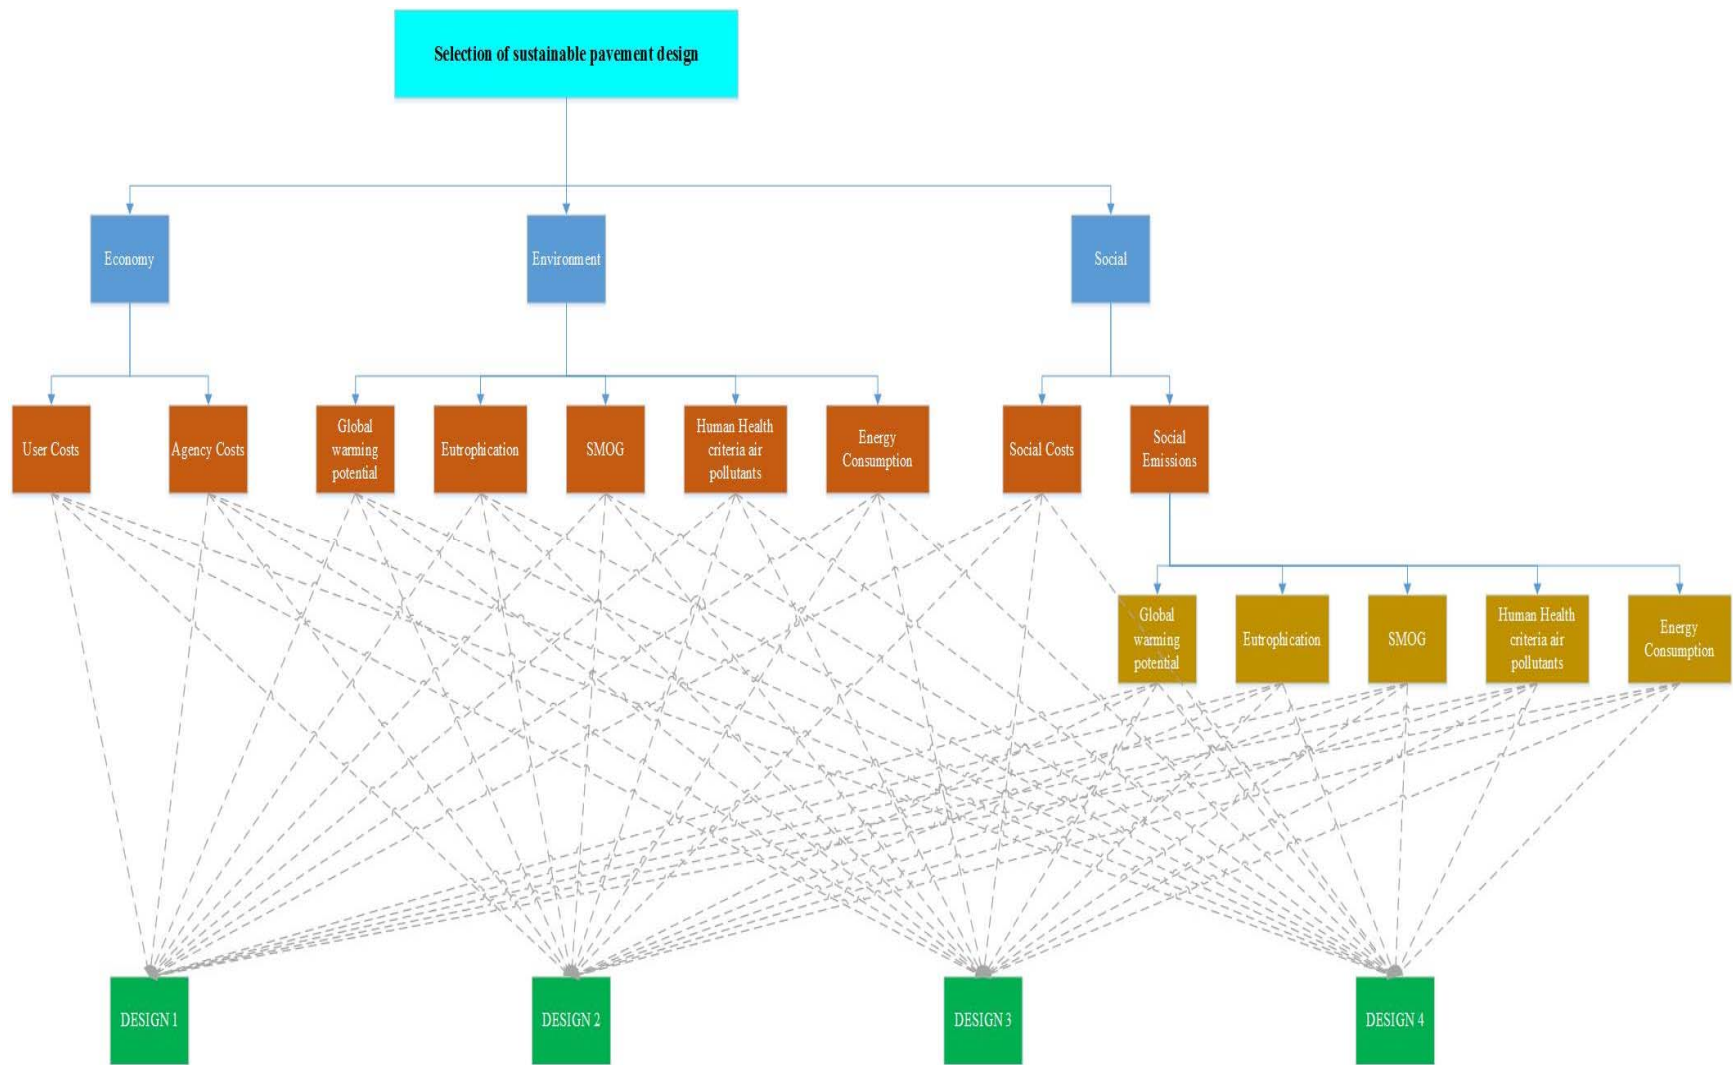 Selection of sustainable pavement design
Economy
Environment
Social
User Costs
Agency Costs
Global
warming
potential
Eutrophication
SMOG
Human Health
criteria air
pollutants
Energy
Consumption
Social Costs
Social
Emissions
Global
warming
potential
Eutrophication
SMOG
Human Health
criteria air
pollutants
Energy
Consumption
DESIGN 1
DESIGN 2
DESIGN 3
DESIGN 4